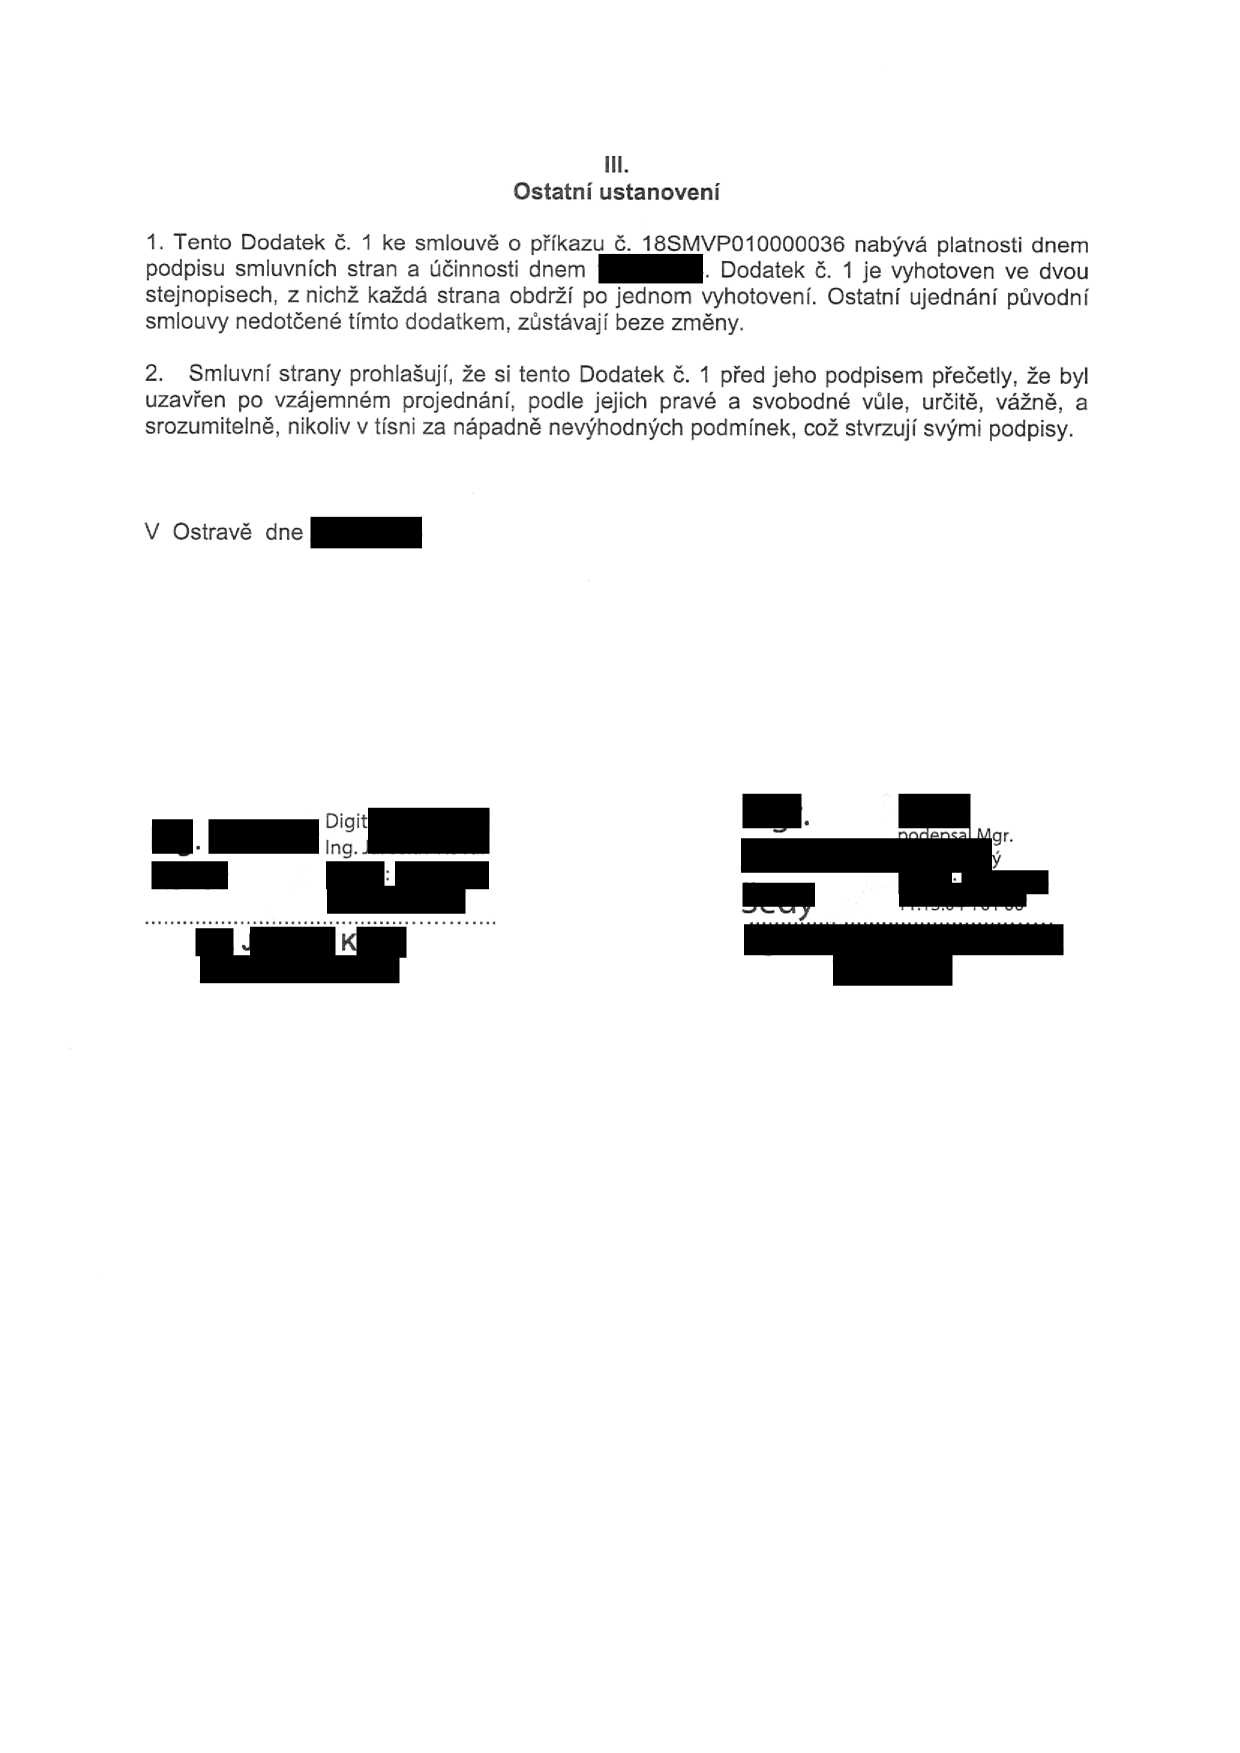 III.
Ostatní ustanovení
1. Tento Dodatek č. 1 ke smlouvě o příkazu č. 18SMVP010000036 nabývá platnosti dnem
podpisu smluvních stran a účinnosti dnem . Dodatek č. 1 je vyhotoven ve dvou
stejnopisech, z nichž každá strana obdrží po jednom vyhotovení. Ostatní ujednání původní
smlouvy nedotčené tímto dodatkem, zůstávají beze změny.
2. Smluvní strany prohlašují, že si tento Dodatek č. 1 před jeho podpisem přečetly, že byl
uzavřen po vzájemném projednání, podle jejich pravé a svobodné vůle, určitě, vážně, a
srozumitelně, nikoliv v tísni za nápadně nevýhodných podmínek, což stvrzují svými podpisy.
V Ostravě dne
Digit
Ing.
podepsal Mgr.
K